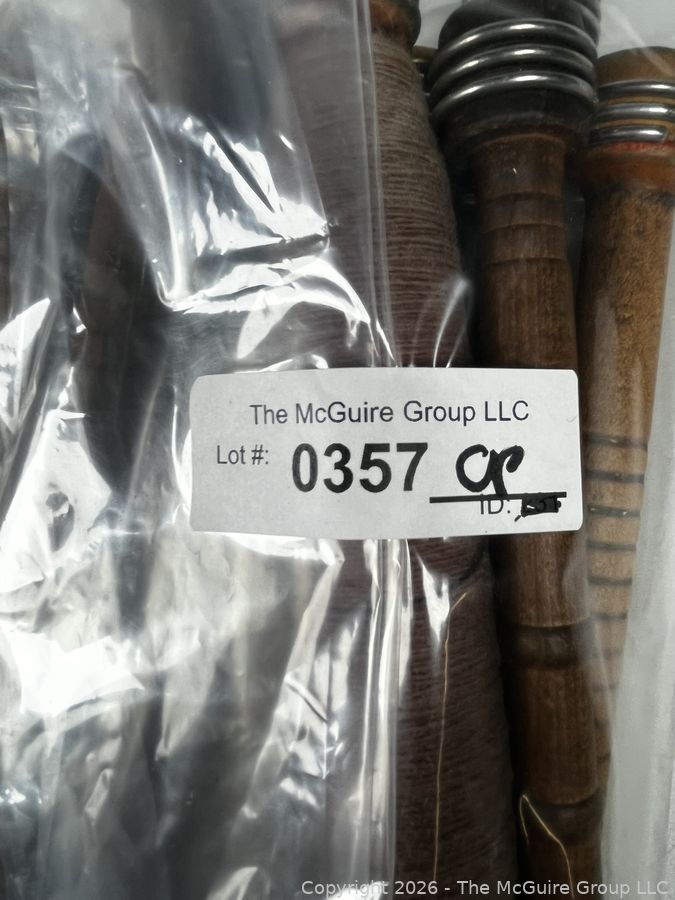 The McGuire Group LLC
Lot #: 0357 CP
ID:
Copyright 2026 - The McGuire Group LLC